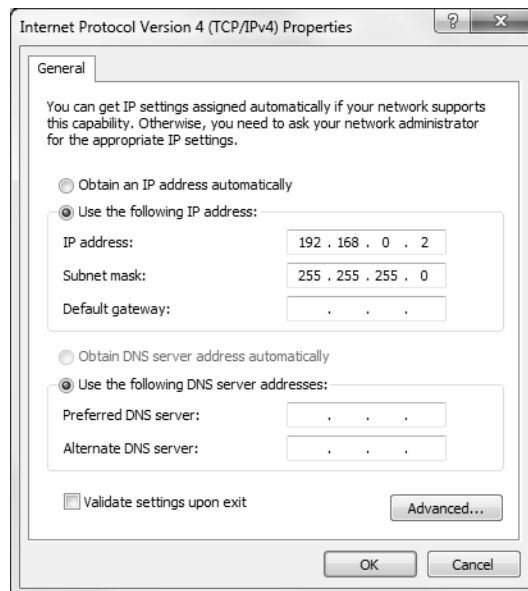 Internet Protocol Version 4 (TCP/IPv4) Properties
? X
General
You can get IP settings assigned automatically if your network supports
this capability. Otherwise, you need to ask your network administrator
for the appropriate IP settings.
Obtain an IP address automatically
Use the following IP address:
IP address: 192 . 168 . 0 . 2
Subnet mask: 255 . 255 . 255 . 0
Default gateway: . . .
Obtain DNS server address automatically
Use the following DNS server addresses:
Preferred DNS server: . . .
Alternate DNS server: . . .
Validate settings upon exit
Advanced...
OK Cancel